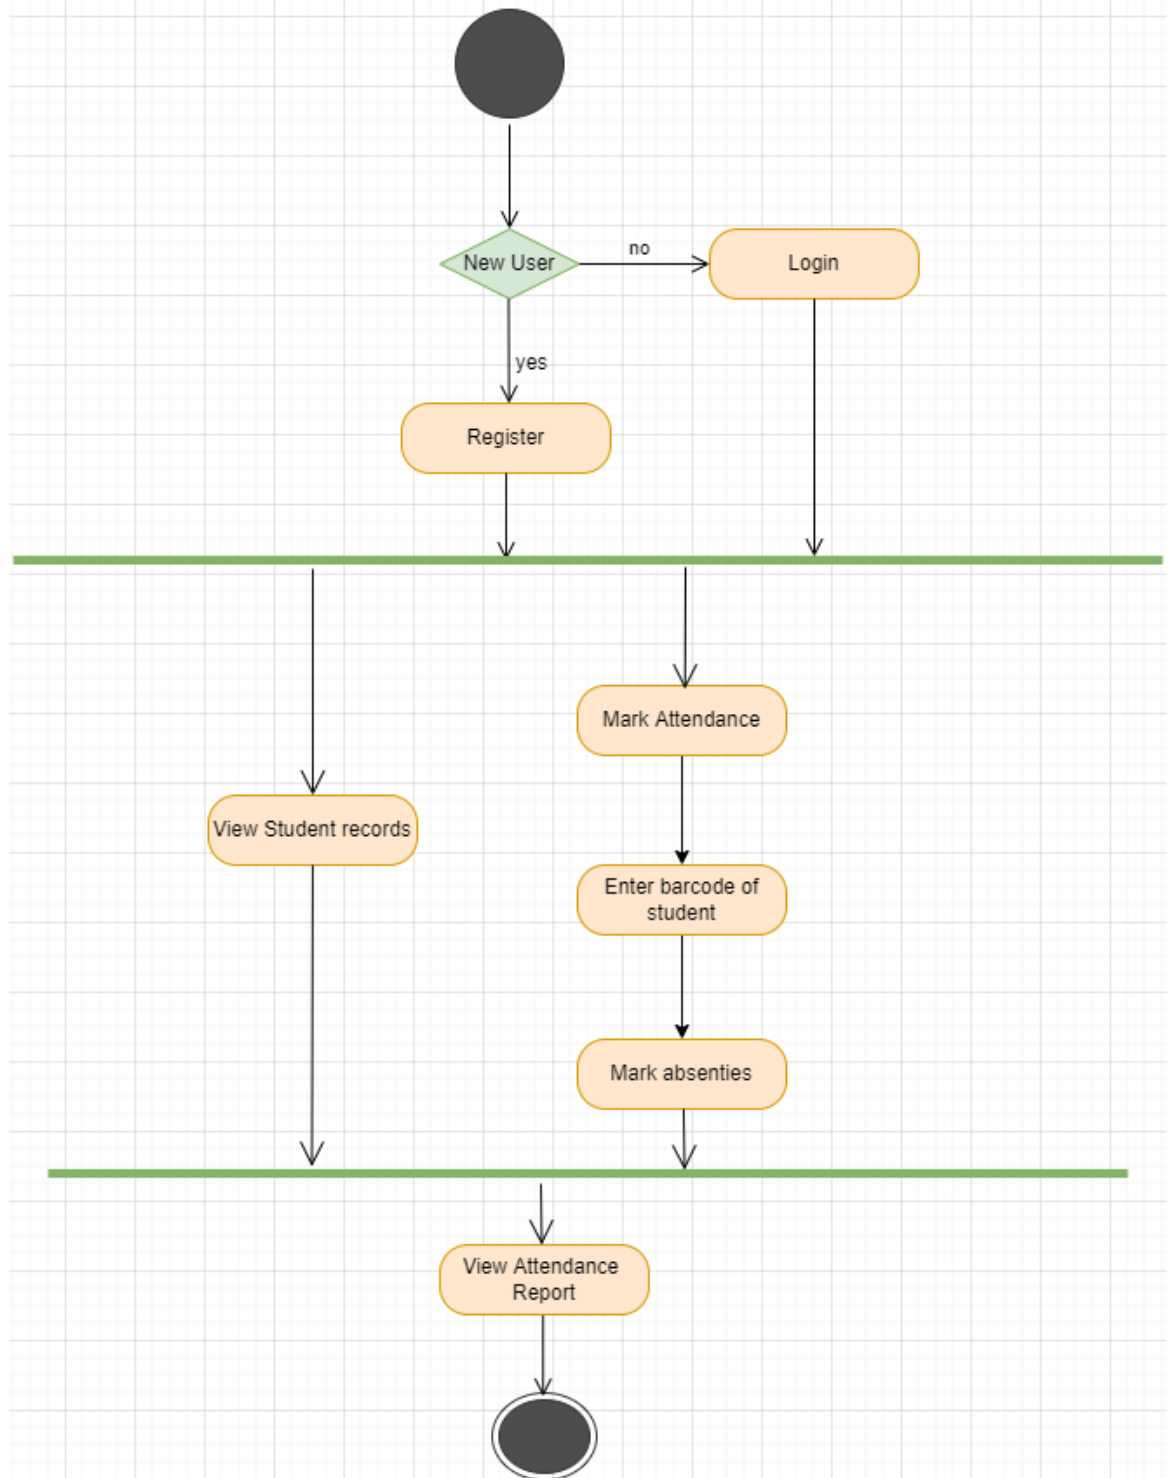 New User
no
Login
yes
Register
Mark Attendance
View Student records
Enter barcode of
student
Mark absenties
View Attendance
Report